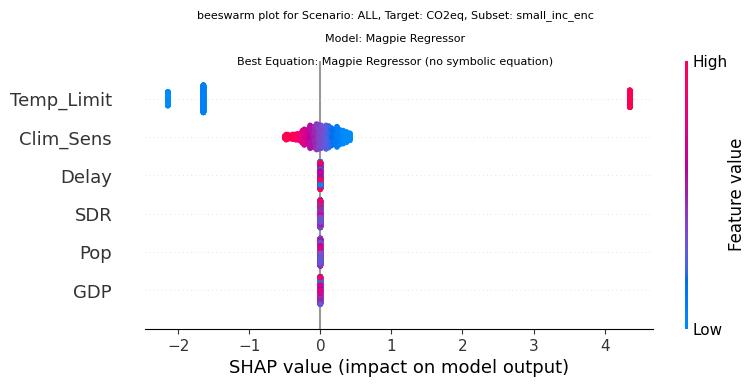 beeswarm plot for Scenario: ALL, Target: CO2eq, Subset: small_inc_enc
Model: Magpie Regressor
Best Equation: Magpie Regressor (no symbolic equation)
High
Temp_Limit
Clim_Sens
Delay
SDR
Pop
GDP
Feature value
Low
−2 −1 0 1 2 3 4
SHAP value (impact on model output)